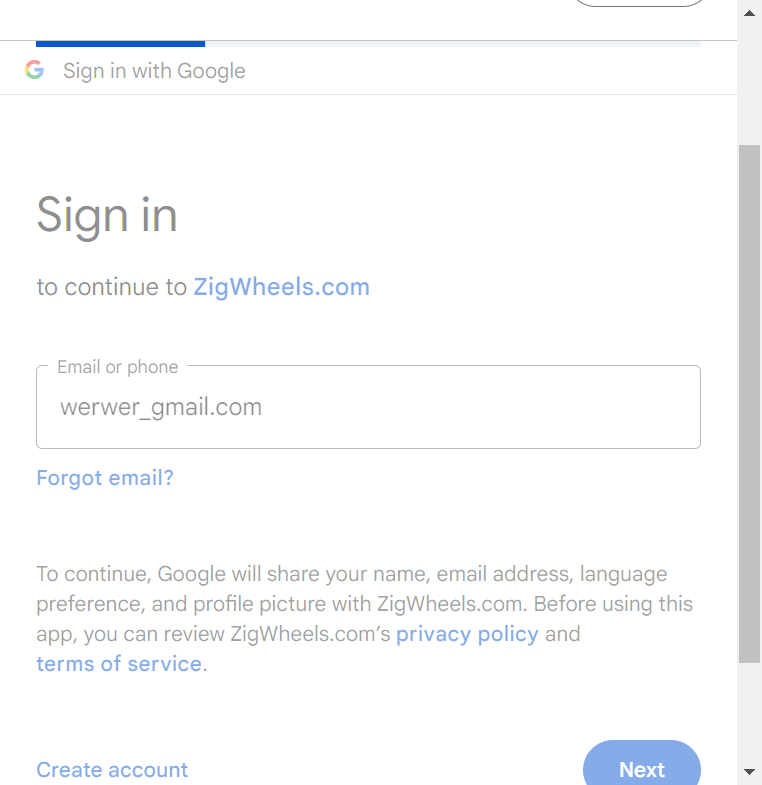 Sign in with Google
Sign in
to continue to ZigWheels.com
Email or phone
werwer_gmail.com
Forgot email?
To continue, Google will share your name, email address, language
preference, and profile picture with ZigWheels.com. Before using this
app, you can review ZigWheels.com’s privacy policy and
terms of service.
Create account
Next